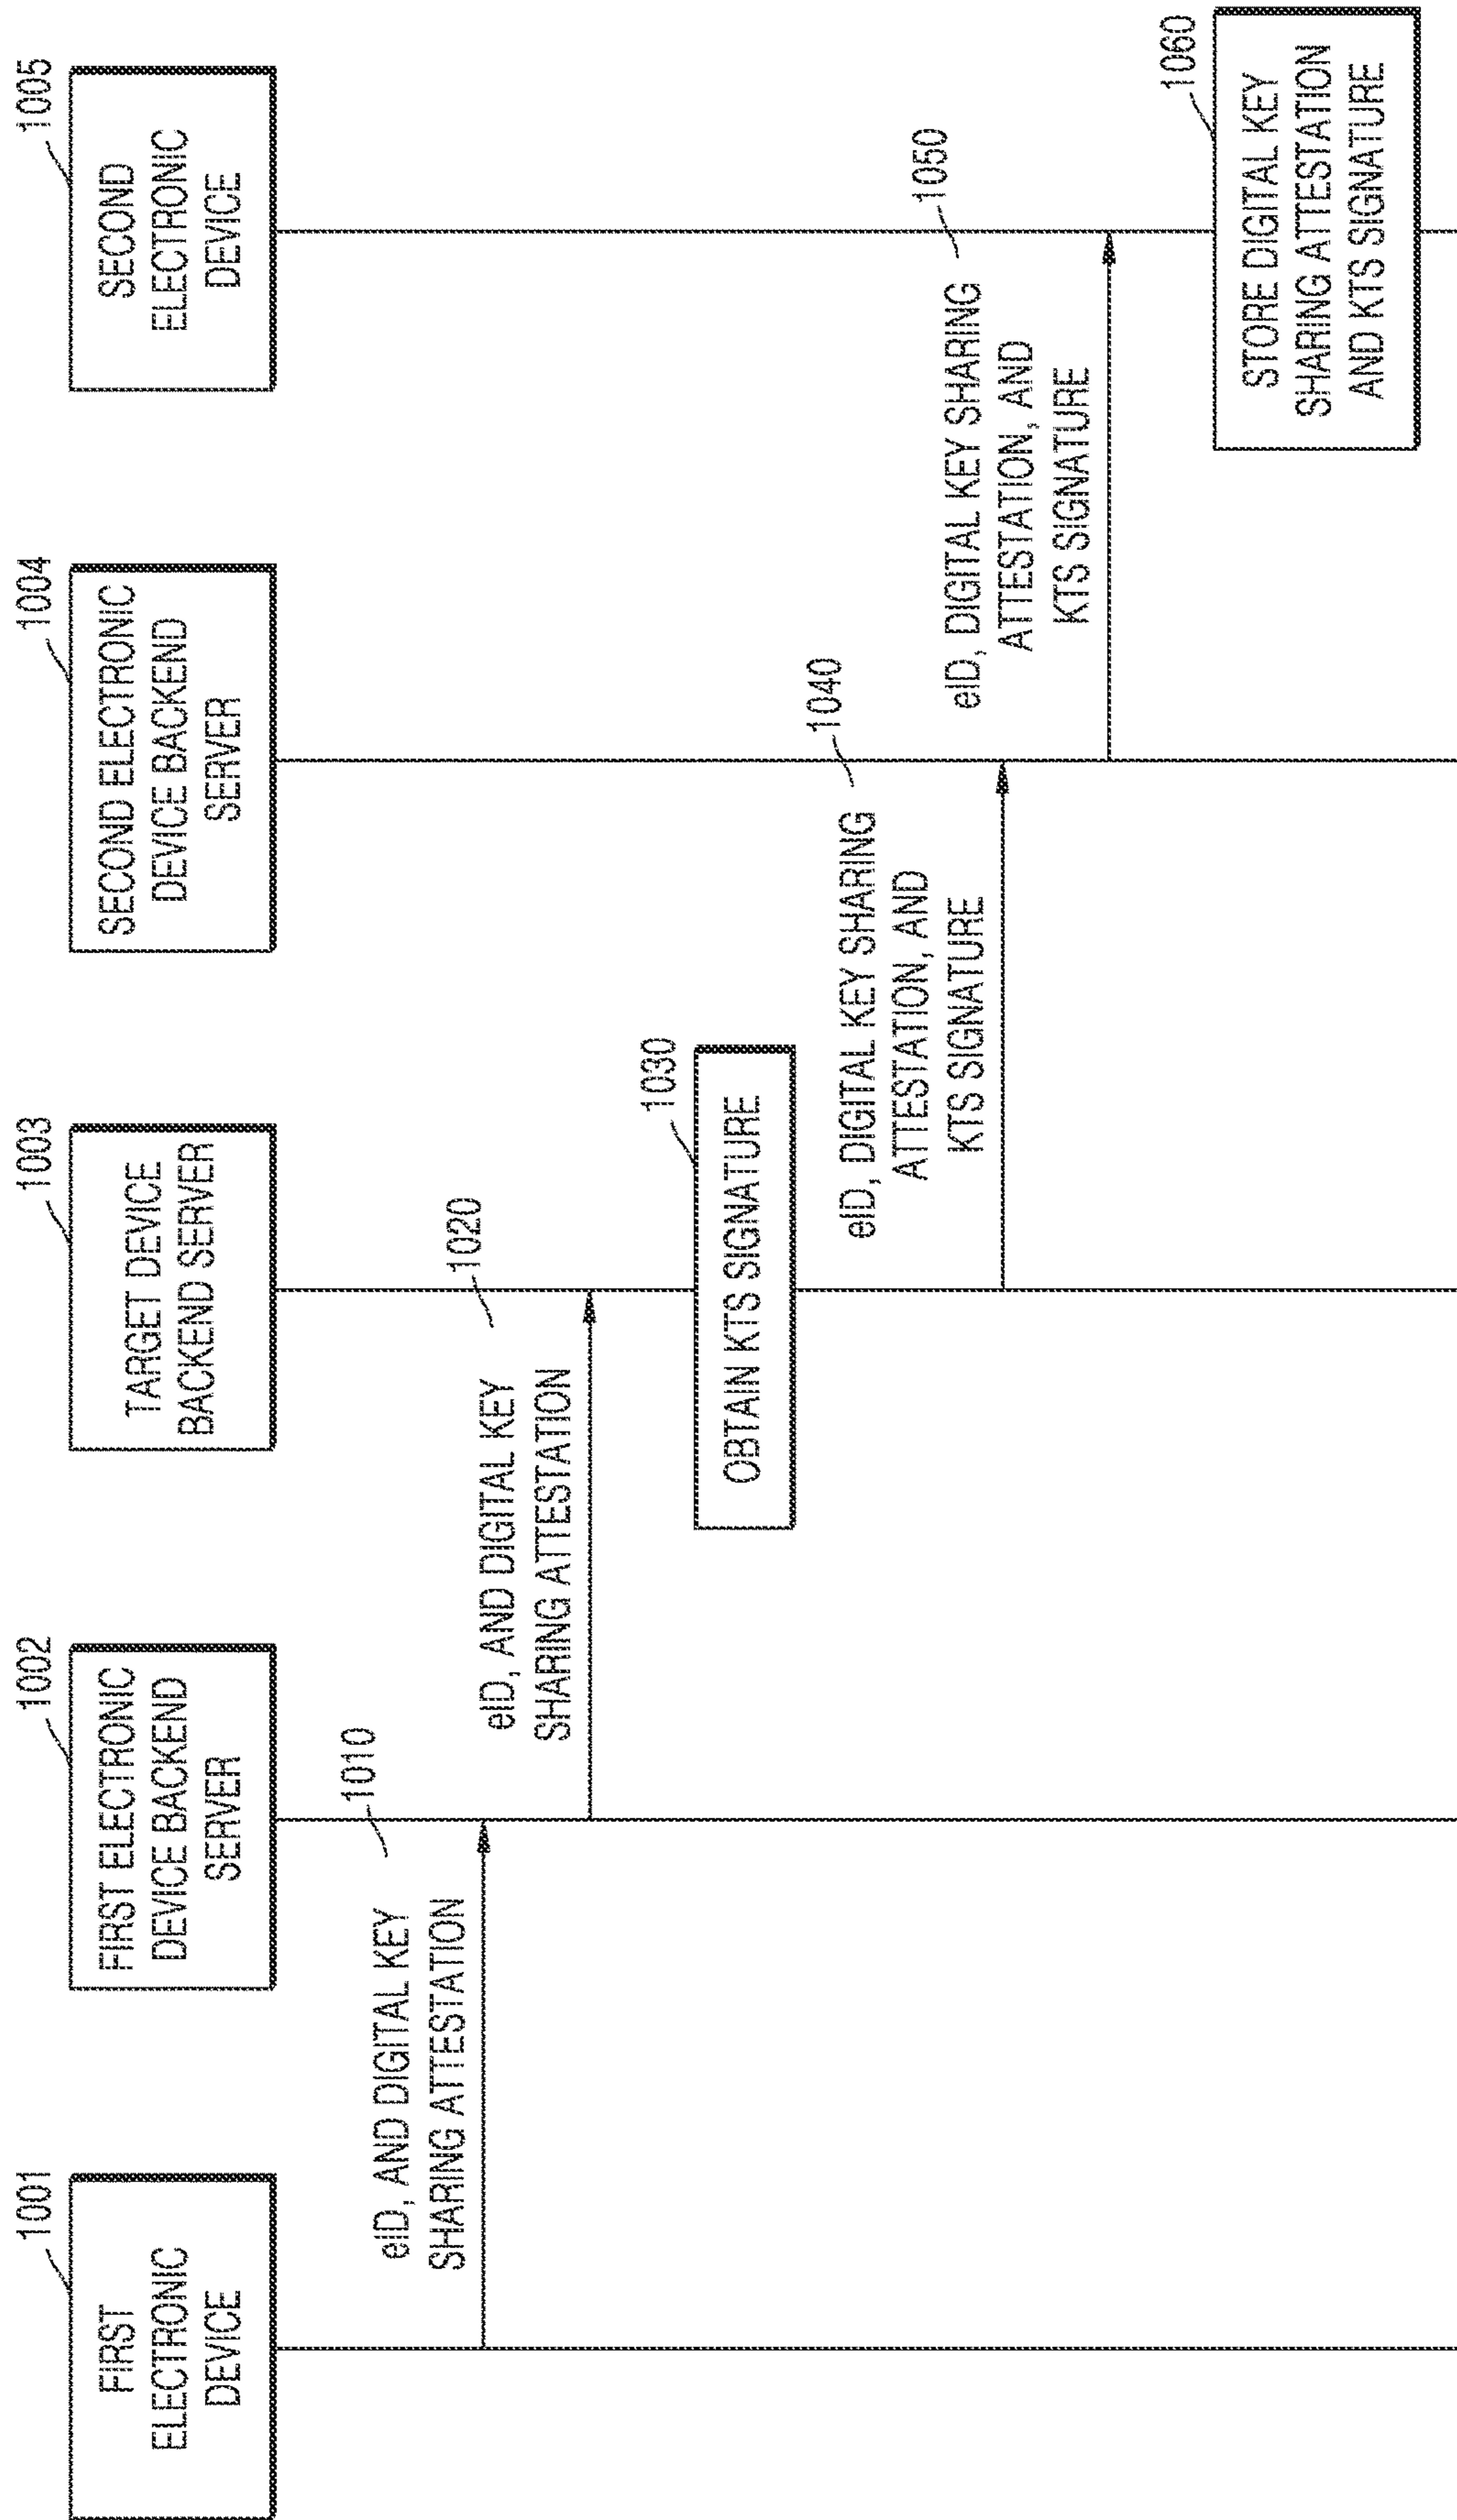 1001
FIRST
ELECTRONIC
DEVICE
1002
FIRST ELECTRONIC
DEVICE BACKEND
SERVER
1003
TARGET DEVICE
BACKEND SERVER
1004
SECOND ELECTRONIC
DEVICE BACKEND
SERVER
1005
SECOND
ELECTRONIC
DEVICE
1010
eID, AND DIGITAL KEY
SHARING ATTESTATION
1020
eID, AND DIGITAL KEY
SHARING ATTESTATION
1030
OBTAIN KTS SIGNATURE
1040
eID, DIGITAL KEY SHARING
ATTESTATION, AND
KTS SIGNATURE
1050
eID, DIGITAL KEY SHARING
ATTESTATION, AND
KTS SIGNATURE
1060
STORE DIGITAL KEY
SHARING ATTESTATION
AND KTS SIGNATURE